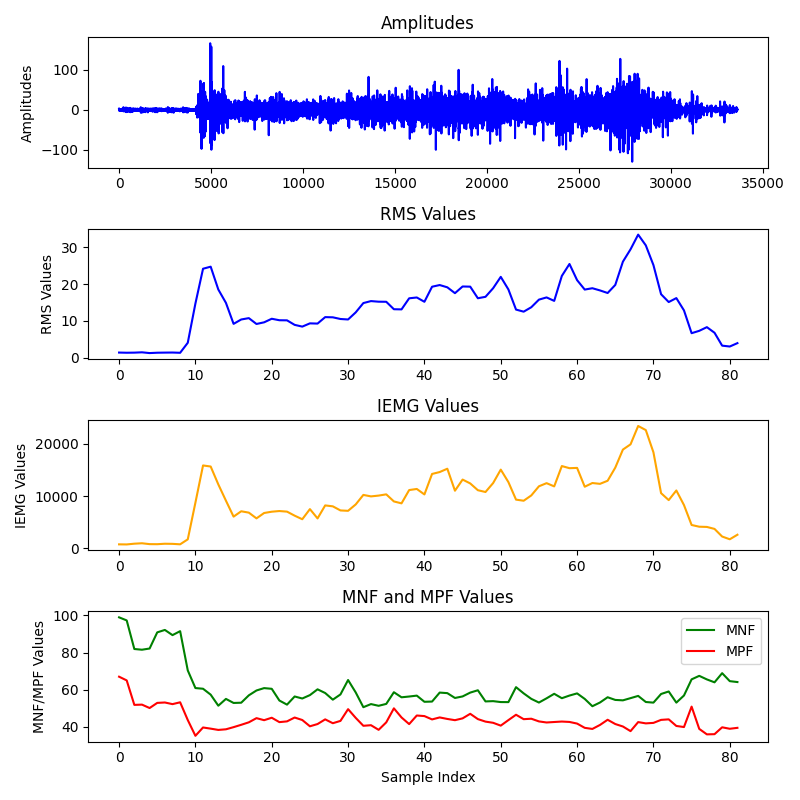 Amplitudes
Amplitudes
100
0
−100
0 5000 10000 15000 20000 25000 30000 35000
RMS Values
RMS Values
30
20
10
0
0 10 20 30 40 50 60 70 80
IEMG Values
IEMG Values
20000
10000
0
0 10 20 30 40 50 60 70 80
MNF and MPF Values
MNF/MPF Values
100
80
60
40
MNF
MPF
0 10 20 30 40 50 60 70 80
Sample Index